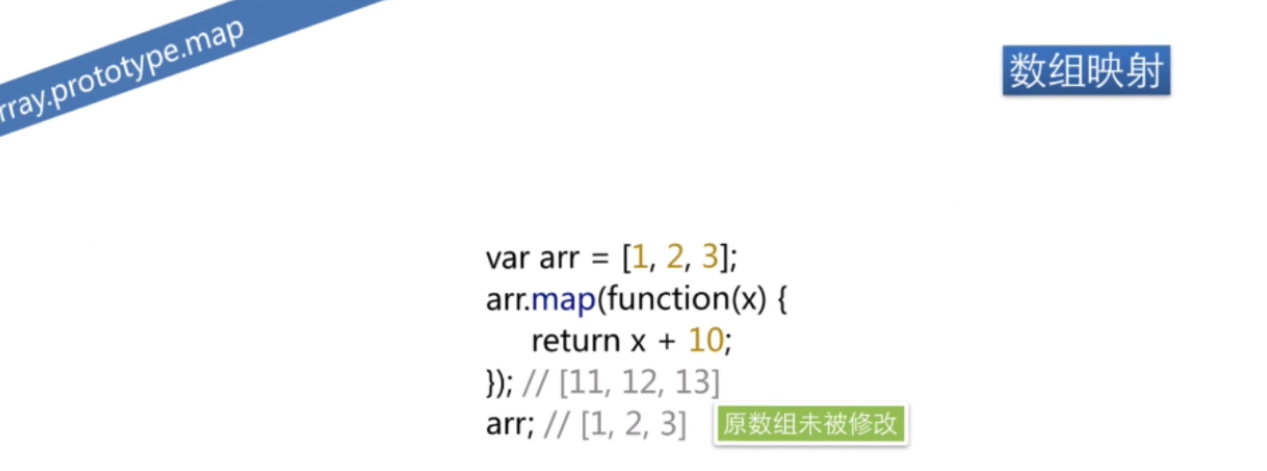 rray.prototype.map
数组映射
var arr = [1, 2, 3];
arr.map(function(x) {
return x + 10;
}); // [11, 12, 13]
arr; // [1, 2, 3] 原数组未被修改